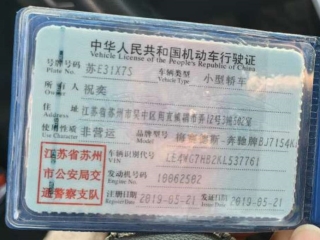 中华人民共和国机动车行驶证
Vehicle License of the People's Republic of China
号牌号码 苏E31X75 车辆类型 小型轿车
Plate No. Vehicle Type
所有人 祝奕
Owner
住址 江苏省苏州市吴中区甪直镇
Address
使用性质 非营运 品牌型号 梅赛德斯-奔驰牌BJ7154
Use Character Model
江苏省苏州
市公安局交
通警察支队
车辆识别代号 LE4WG7HB2KL537761
VIN
发动机号码 10062502
Engine No.
注册日期 2019-05-21 发证日期 2019-05-21
Register Date Issue Date